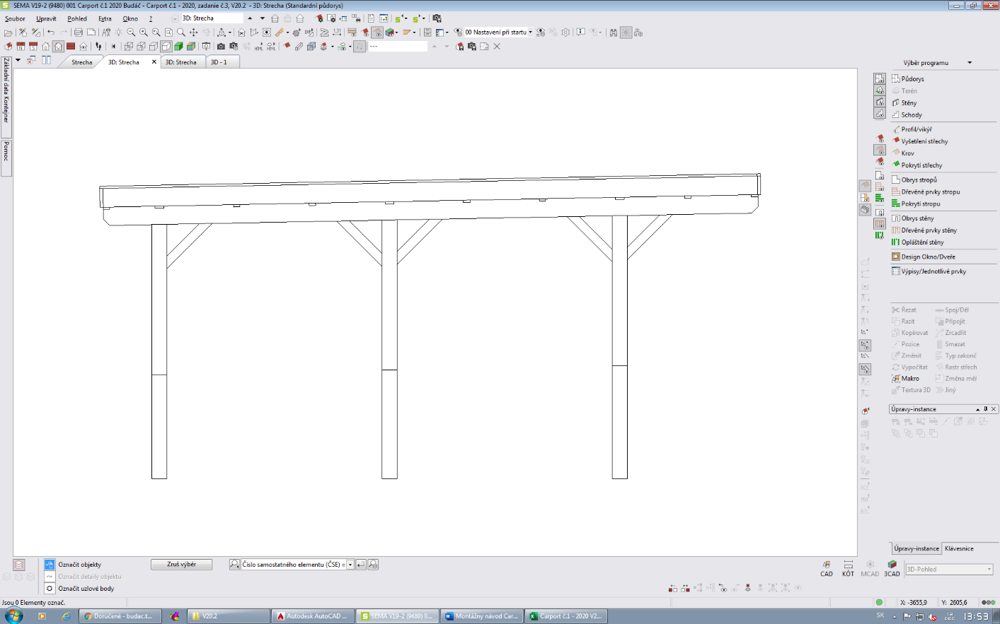 SEMA V19-2 (9480) 001 Carport č.1 2020 Budáč - Carport č.1 - 2020, zadanie č.3, V20.2 - 3D: Strecha (Standardní půdorys)
Soubor Upravit Pohled Extra Okno ? 3D: Strecha
00 Nastavení při startu
---
Strecha 3D: Strecha 3D: Strecha 3D - 1
Základní data Kontejner
Pomoc
Výběr programu
Půdorys
Terén
Stěny
Schody
Profil/vikýř
Vyšetření střechy
Krov
Pokrytí střechy
Obrys stropů
Dřevěné prvky stropu
Pokrytí stropu
Obrys stěny
Dřevěné prvky stěny
Opláštění stěny
Design Okno/Dveře
Výpisy/Jednotlivé prvky
Řezat Spoj/Děl
Razit Připojit
Kopírovat Zrcadlit
Pozice Smazat
Změnit Typ zakonč
Vypočítat Rastr střech
Makro Změna měř
Textura 3D Jiný
Úpravy-instance
Úpravy-instance Klávesnice
Označit objekty Zruš výběr Číslo samostatného elementu (ČSE) =
Označit detaily objektu
Označit uzlové body
CAD KÓT MCAD 3CAD 3D-Pohled
Jsou 0 Elementy označ. X: -3655,9 Y: 2605,6
Doručené - budac.t... V20.2 Autodesk AutoCAD ... SEMA V19-2 (9480) 0... Montážny návod Car... Carport č.1 - 2020 V2... SK 13:53